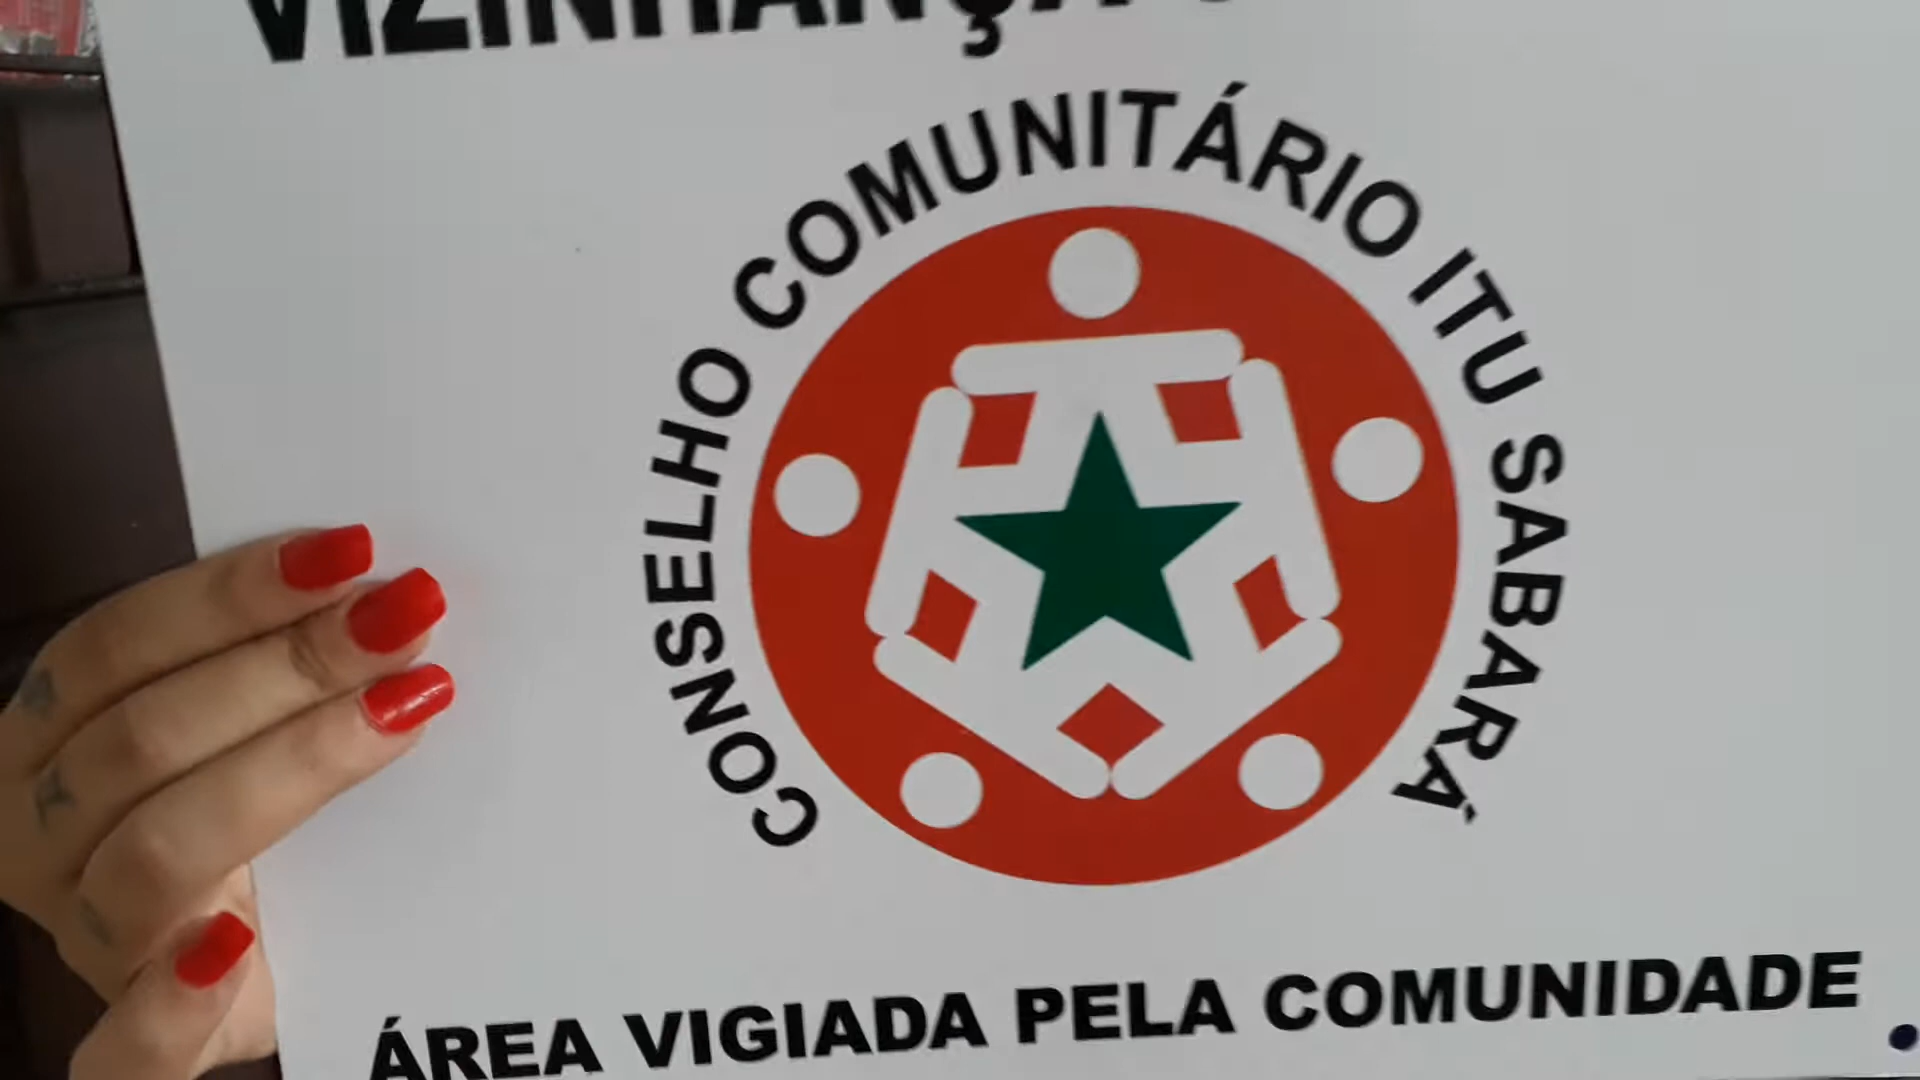 VIZINHANÇA
CONSELHO COMUNITÁRIO ITU SABARÁ
ÁREA VIGIADA PELA COMUNIDADE